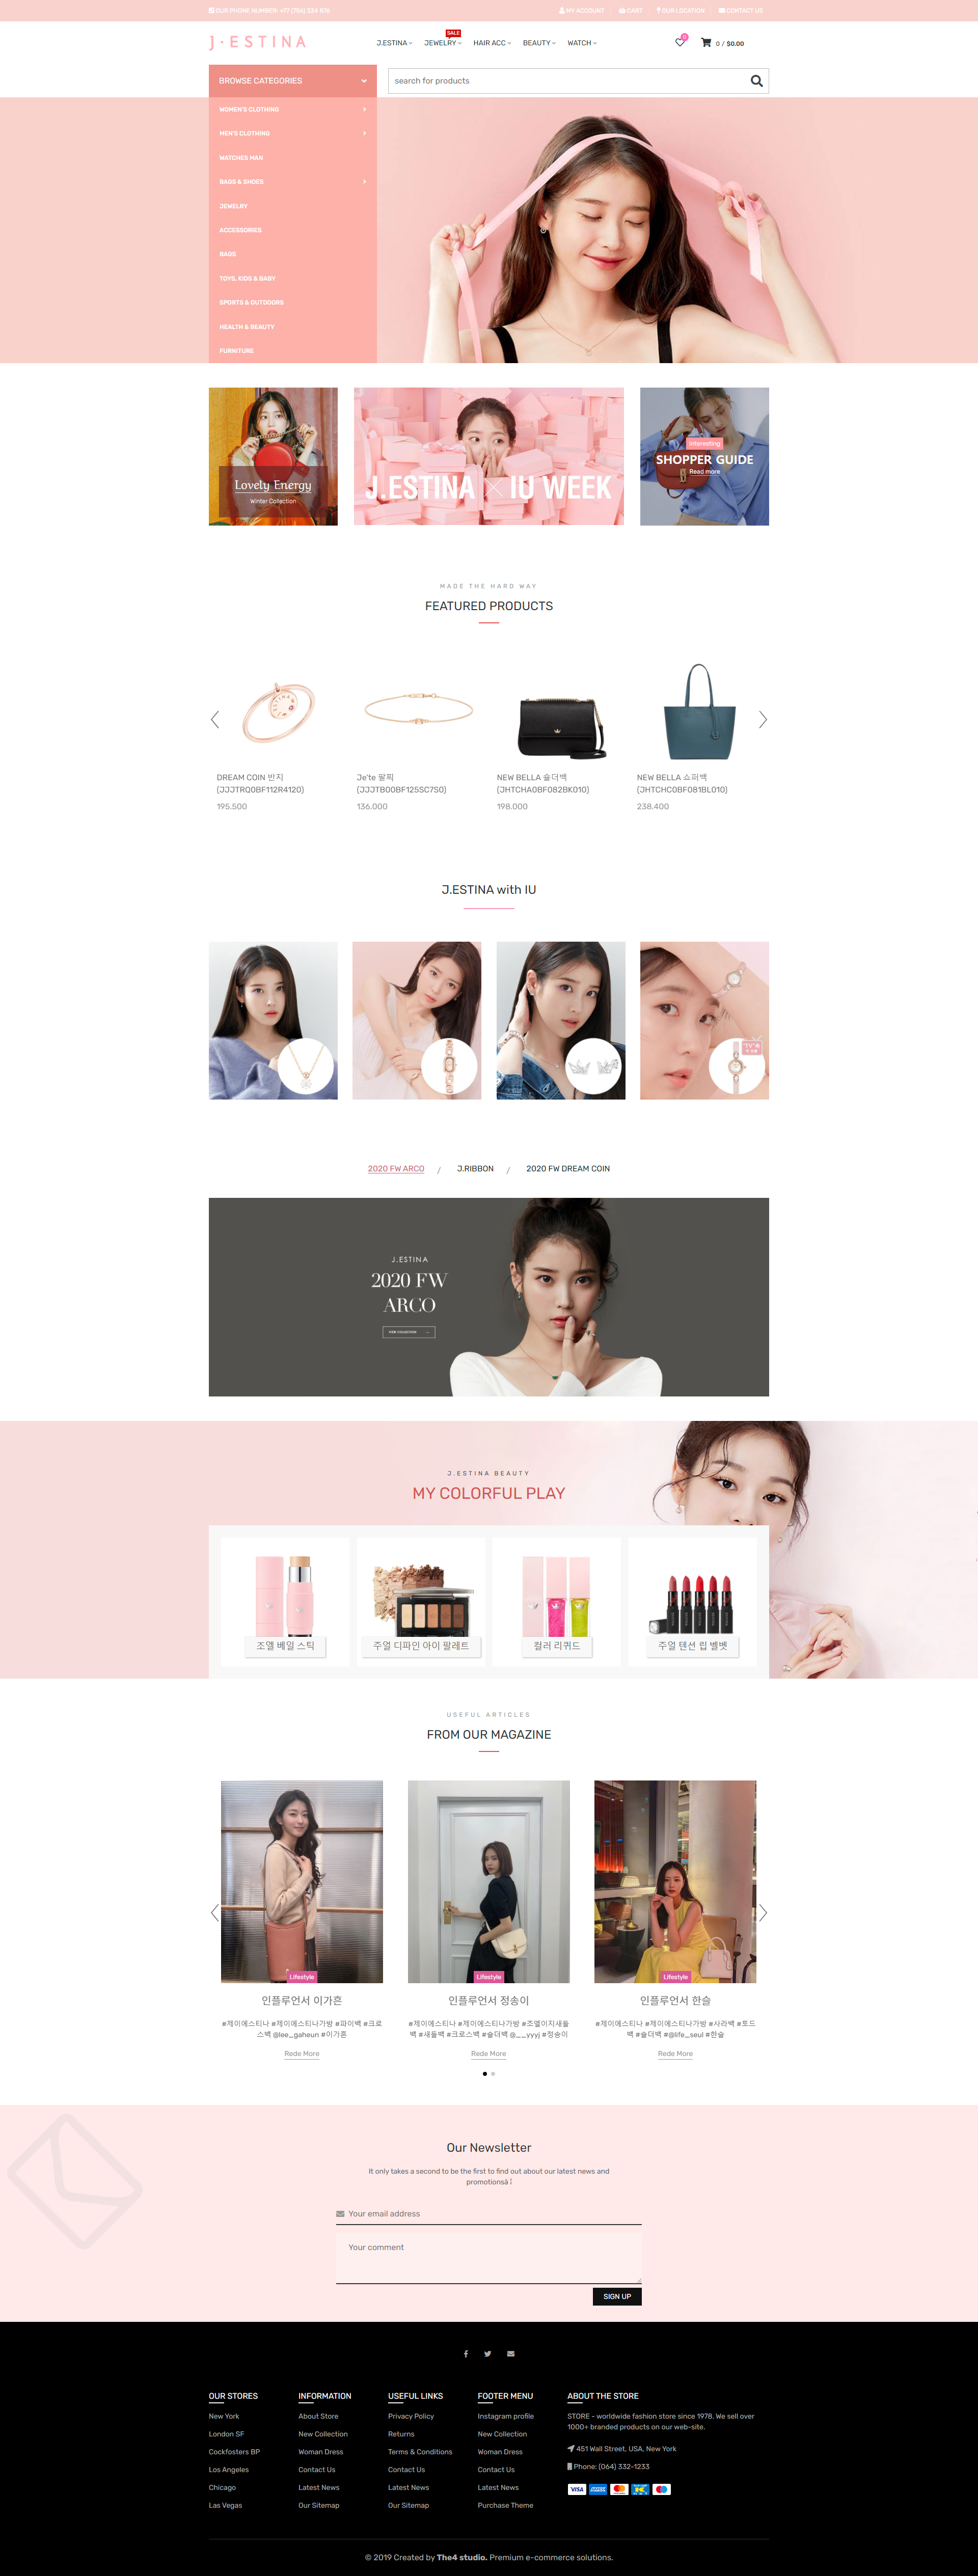 OUR PHONE NUMBER: +77 (756) 334 876
MY ACCOUNT
CART
OUR LOCATION
CONTACT US
J·ESTINA
J.ESTINA
JEWELRY
SALE
HAIR ACC
BEAUTY
WATCH
0
0 / $0.00
BROWSE CATEGORIES
search for products
WOMEN'S CLOTHING
MEN'S CLOTHING
WATCHES MAN
BAGS & SHOES
JEWELRY
ACCESSORIES
BAGS
TOYS, KIDS & BABY
SPORTS & OUTDOORS
HEALTH & BEAUTY
FURNITURE
Lovely Energy
Winter Collection
J.ESTINA × IU WEEK
Interesting
SHOPPER GUIDE
Read more
MADE THE HARD WAY
FEATURED PRODUCTS
DREAM COIN 반지
(JJJTRQ0BF112R4120)
195.500
Je'te 팔찌
(JJJTB00BF125SC7S0)
136.000
NEW BELLA 숄더백
(JHTCHA0BF082BK010)
198.000
NEW BELLA 쇼퍼백
(JHTCHC0BF081BL010)
238.400
J.ESTINA with IU
2020 FW ARCO
/
J.RIBBON
/
2020 FW DREAM COIN
J.ESTINA
2020 FW
ARCO
VIEW COLLECTION
J.ESTINA BEAUTY
MY COLORFUL PLAY
조엘 베일 스틱
주얼 디파인 아이 팔레트
컬러 리퀴드
주얼 텐션 립 벨벳
USEFUL ARTICLES
FROM OUR MAGAZINE
Lifestyle
인플루언서 이가흔
#제이에스티나 #제이에스티나가방 #파이백 #크로
스백 @lee_gaheun #이가흔
Rede More
Lifestyle
인플루언서 정송이
#제이에스티나 #제이에스티나가방 #조엘이지새들
백 #새들백 #크로스백 #숄더백 @__yyyj #정송이
Rede More
Lifestyle
인플루언서 한슬
#제이에스티나 #제이에스티나가방 #사라백 #토드
백 #숄더백 #@life_seul #한슬
Rede More
Our Newsletter
It only takes a second to be the first to find out about our latest news and
promotionsâ¦
Your email address
Your comment
SIGN UP
OUR STORES
New York
London SF
Cockfosters BP
Los Angeles
Chicago
Las Vegas
INFORMATION
About Store
New Collection
Woman Dress
Contact Us
Latest News
Our Sitemap
USEFUL LINKS
Privacy Policy
Returns
Terms & Conditions
Contact Us
Latest News
Our Sitemap
FOOTER MENU
Instagram profile
New Collection
Woman Dress
Contact Us
Latest News
Purchase Theme
ABOUT THE STORE
STORE - worldwide fashion store since 1978. We sell over
1000+ branded products on our web-site.
451 Wall Street, USA, New York
Phone: (064) 332-1233
VISA
© 2019 Created by The4 studio. Premium e-commerce solutions.